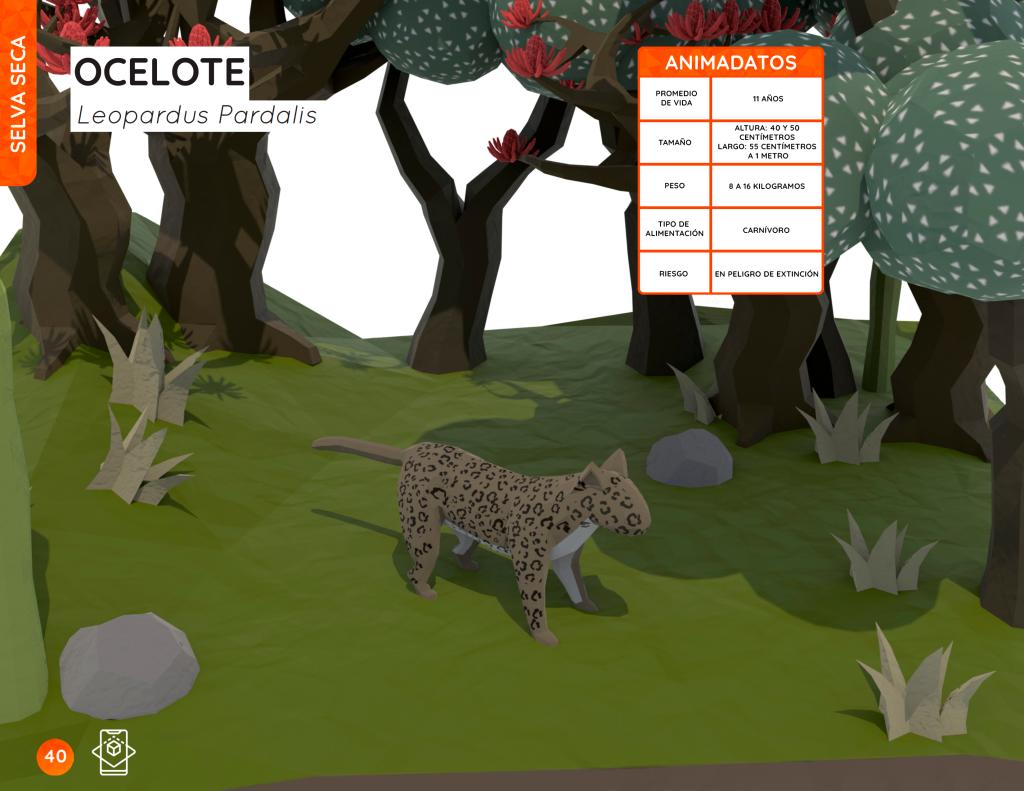 SELVA SECA
OCELOTE
Leopardus Pardalis
ANIMADATOS
PROMEDIO
DE VIDA
11 AÑOS
TAMAÑO
ALTURA: 40 Y 50
CENTÍMETROS
LARGO: 55 CENTÍMETROS
A 1 METRO
PESO
8 A 16 KILOGRAMOS
TIPO DE
ALIMENTACIÓN
CARNÍVORO
RIESGO
EN PELIGRO DE EXTINCIÓN
40